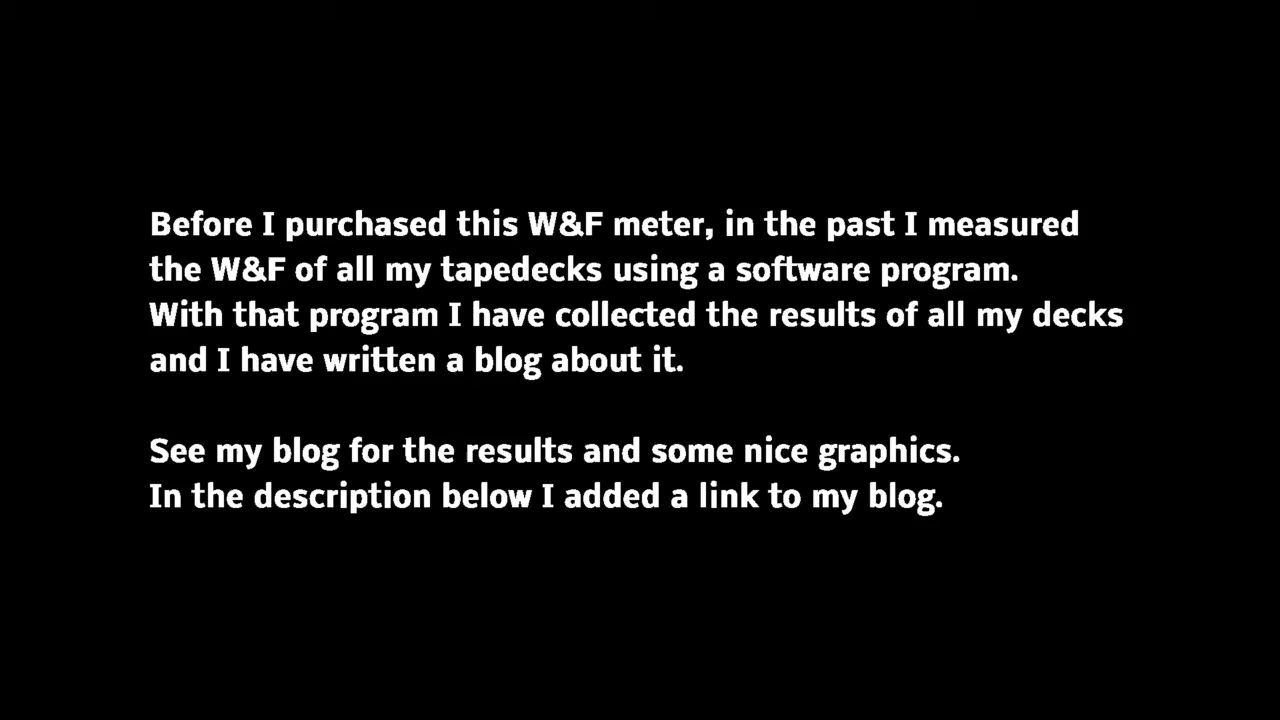 Before I purchased this W&F meter, in the past I measured
the W&F of all my tapedecks using a software program.
With that program I have collected the results of all my decks
and I have written a blog about it.
See my blog for the results and some nice graphics.
In the description below I added a link to my blog.